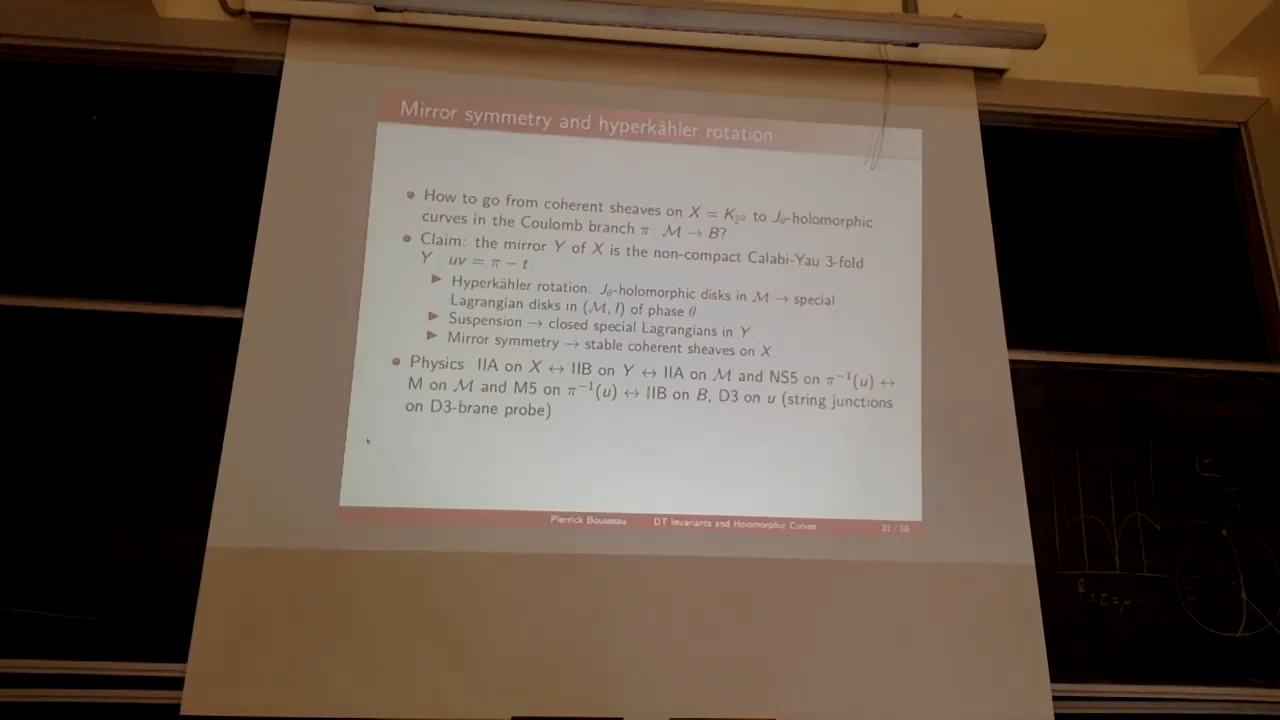 Mirror symmetry and hyperkähler rotation
How to go from coherent sheaves on X = K_{ℙ²} to J_θ-holomorphic
curves in the Coulomb branch π : ℳ → B?
Claim: the mirror Y of X is the non-compact Calabi-Yau 3-fold
Y : uv = π − t.
Hyperkähler rotation: J_θ-holomorphic disks in ℳ → special
Lagrangian disks in (ℳ, I) of phase θ
Suspension → closed special Lagrangians in Y.
Mirror symmetry → stable coherent sheaves on X.
Physics: IIA on X ↔ IIB on Y ↔ IIA on ℳ and NS5 on π⁻¹(u) ↔
M on ℳ and M5 on π⁻¹(u) ↔ IIB on B, D3 on u (string junctions
on D3-brane probe)
Pierrick Bousseau DT Invariants and Holomorphic Curves